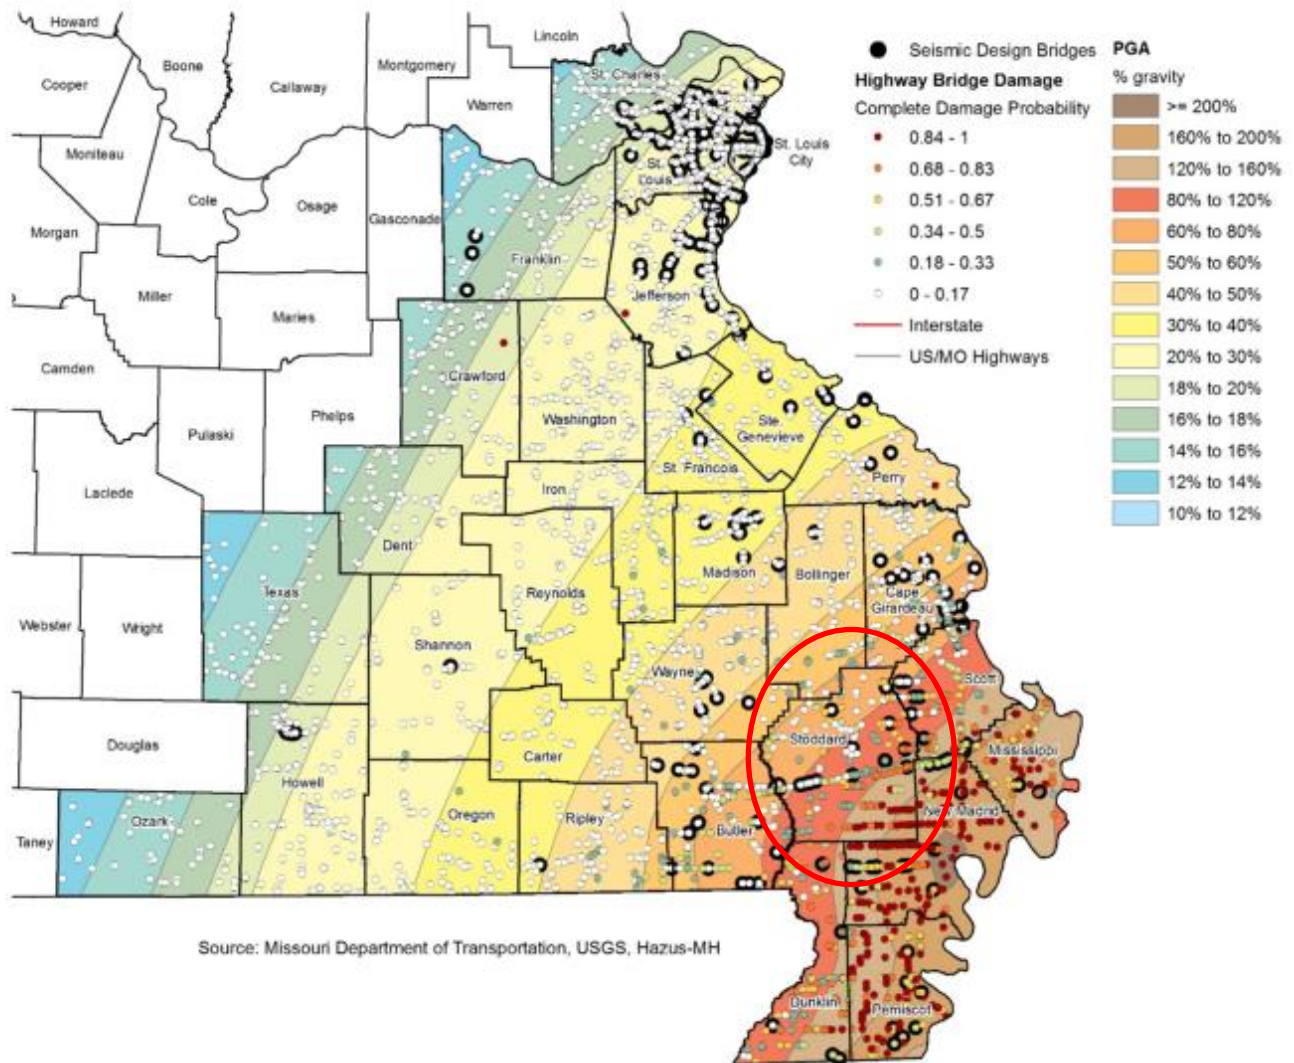 Howard
Lincoln
Boone
Cooper
Callaway
Montgomery
St. Charles
Warren
Moniteau
St. Louis
City
St.
Louis
Cole
Osage
Gasconade
Morgan
Franklin
Miller
Jefferson
Maries
Camden
Crawford
Phelps
Washington
Pulaski
Ste.
Genevieve
St. Francois
Perry
Laclede
Iron
Dent
Madison
Bollinger
Texas
Reynolds
Cape
Girardeau
Webster
Wright
Shannon
Wayne
Scott
Douglas
Stoddard
Mississippi
Carter
Howell
New Madrid
Taney
Ozark
Oregon
Ripley
Butler
Dunklin
Pemiscot
Seismic Design Bridges
Highway Bridge Damage
Complete Damage Probability
0.84 - 1
0.68 - 0.83
0.51 - 0.67
0.34 - 0.5
0.18 - 0.33
0 - 0.17
Interstate
US/MO Highways
PGA
% gravity
>= 200%
160% to 200%
120% to 160%
80% to 120%
60% to 80%
50% to 60%
40% to 50%
30% to 40%
20% to 30%
18% to 20%
16% to 18%
14% to 16%
12% to 14%
10% to 12%
Source: Missouri Department of Transportation, USGS, Hazus-MH